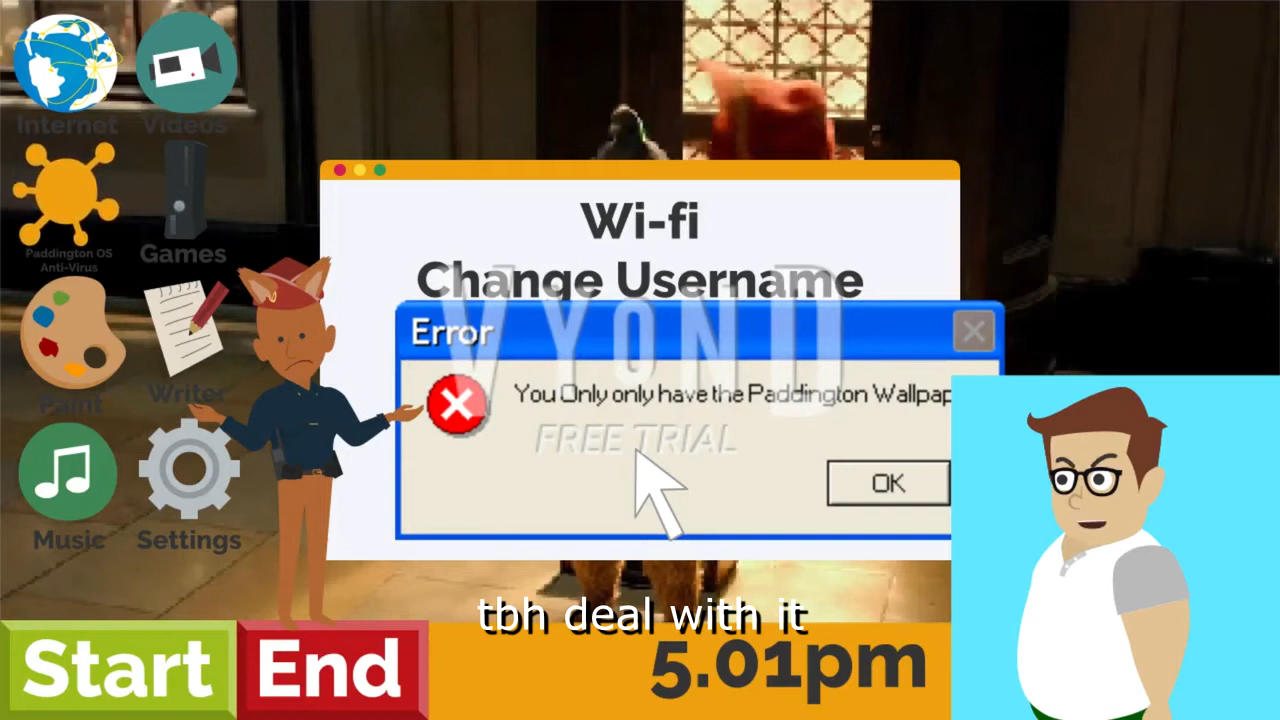 Internet
Videos
Paddington OS
Anti-Virus
Games
Paint
Writer
Music
Settings
Wi-fi
Change Username
Error
You Only only have the Paddington Wallpap
OK
VYOND
FREE TRIAL
tbh deal with it
Start
End
5.01pm